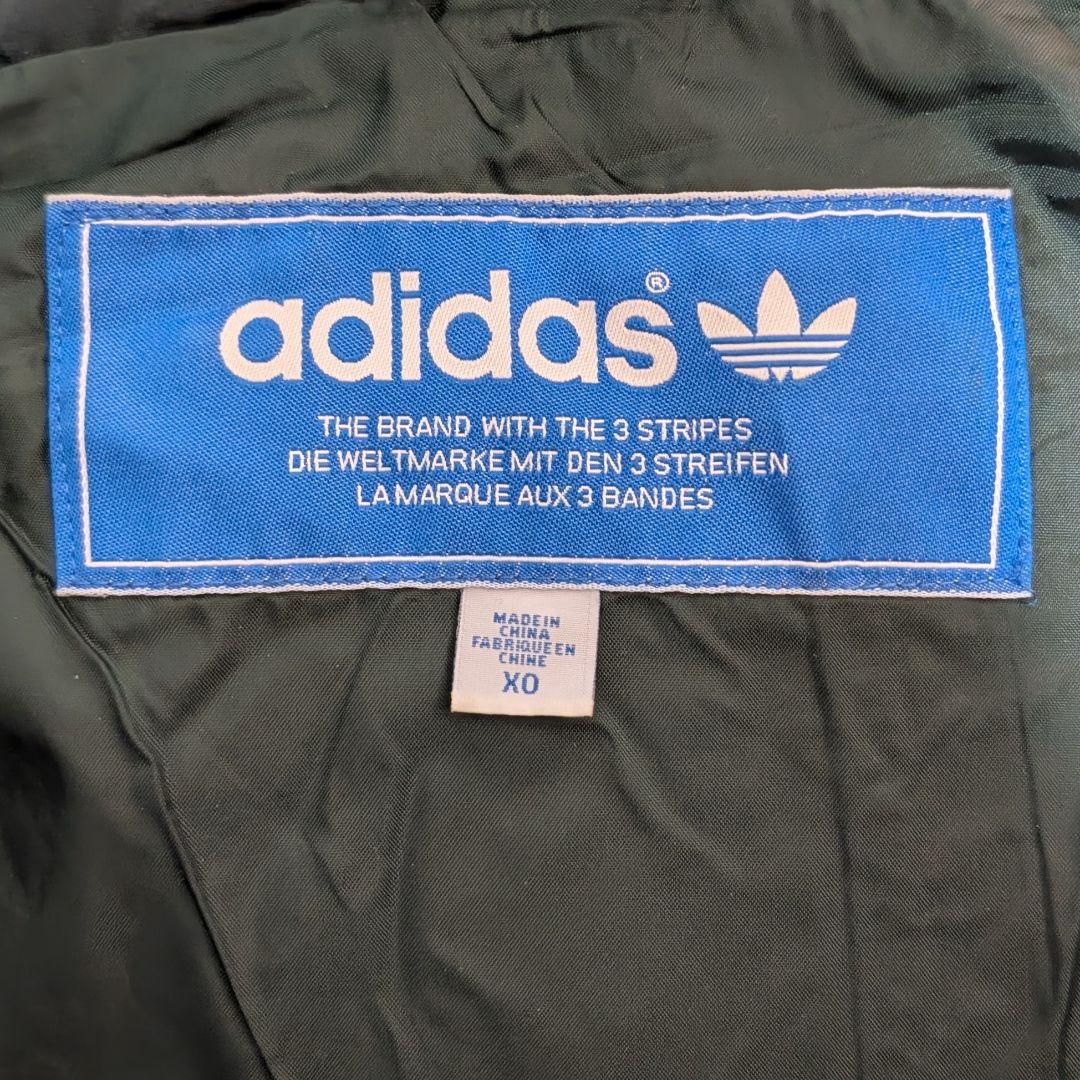 adidas®
THE BRAND WITH THE 3 STRIPES
DIE WELTMARKE MIT DEN 3 STREIFEN
LA MARQUE AUX 3 BANDES
MADE IN
CHINA
FABRIQUE EN
CHINE
XO